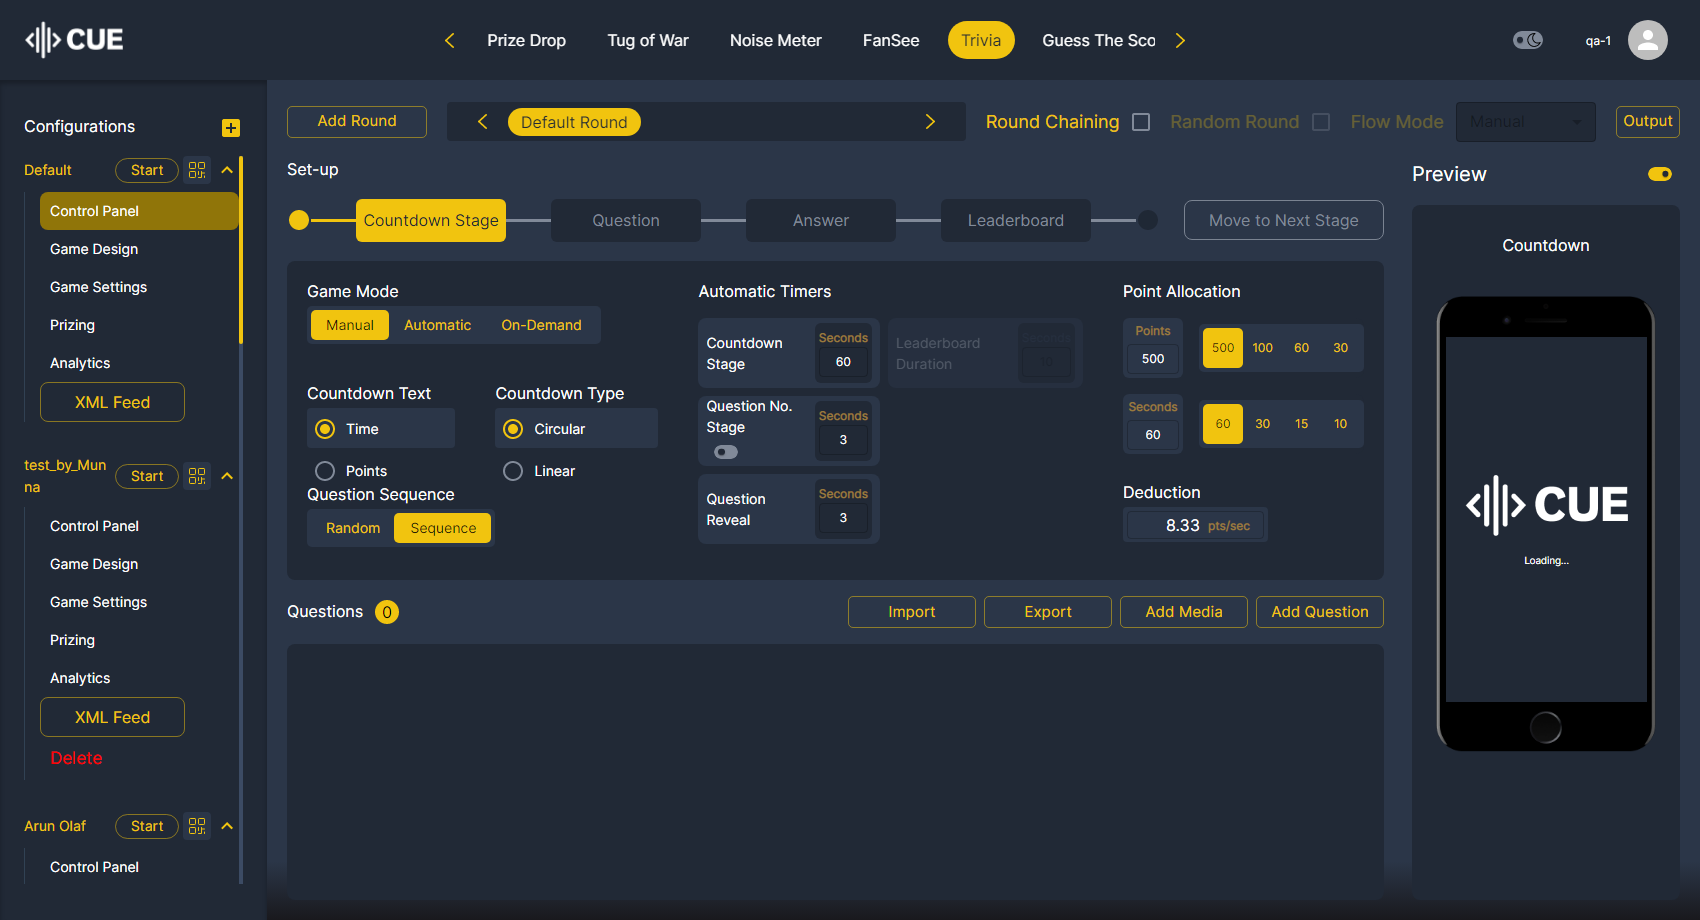 CUE
Prize Drop
Tug of War
Noise Meter
FanSee
Trivia
Guess The Sco
qa-1
Configurations
Default
Start
Control Panel
Game Design
Game Settings
Prizing
Analytics
XML Feed
test_by_Mun
na
Start
Control Panel
Game Design
Game Settings
Prizing
Analytics
XML Feed
Delete
Arun Olaf
Start
Control Panel
Add Round
Default Round
Round Chaining
Random Round
Flow Mode
Manual
Output
Set-up
Countdown Stage
Question
Answer
Leaderboard
Move to Next Stage
Game Mode
Manual
Automatic
On-Demand
Countdown Text
Time
Points
Countdown Type
Circular
Linear
Question Sequence
Random
Sequence
Automatic Timers
Countdown
Stage
Seconds
60
Leaderboard
Duration
Seconds
10
Question No.
Stage
Seconds
3
Question
Reveal
Seconds
3
Point Allocation
Points
500
500
100
60
30
Seconds
60
60
30
15
10
Deduction
8.33 pts/sec
Questions 0
Import
Export
Add Media
Add Question
Preview
Countdown
CUE
Loading...